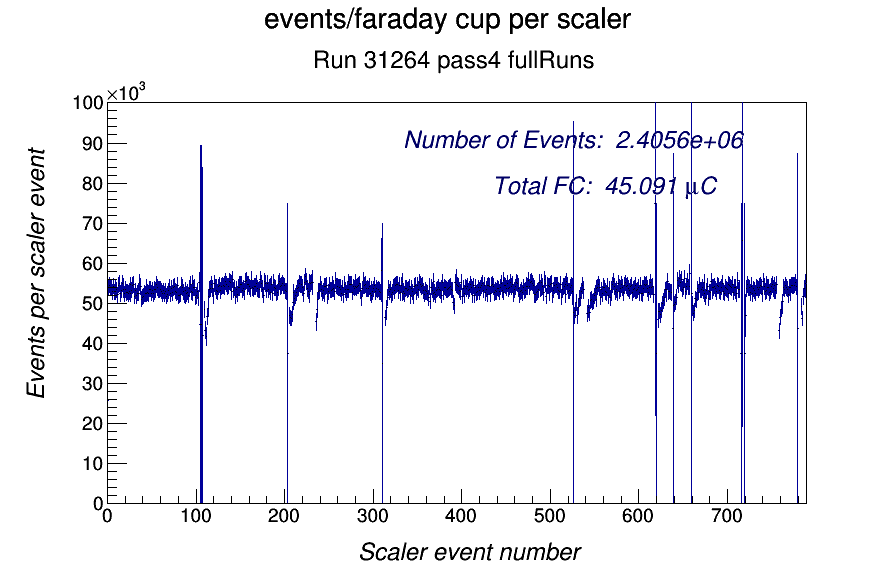 events/faraday cup per scaler
Run 31264 pass4 fullRuns
×10³
100
90
80
70
60
50
40
30
20
10
0
Events per scaler event
Number of Events: 2.4056e+06
Total FC: 45.091 μC
0 100 200 300 400 500 600 700
Scaler event number